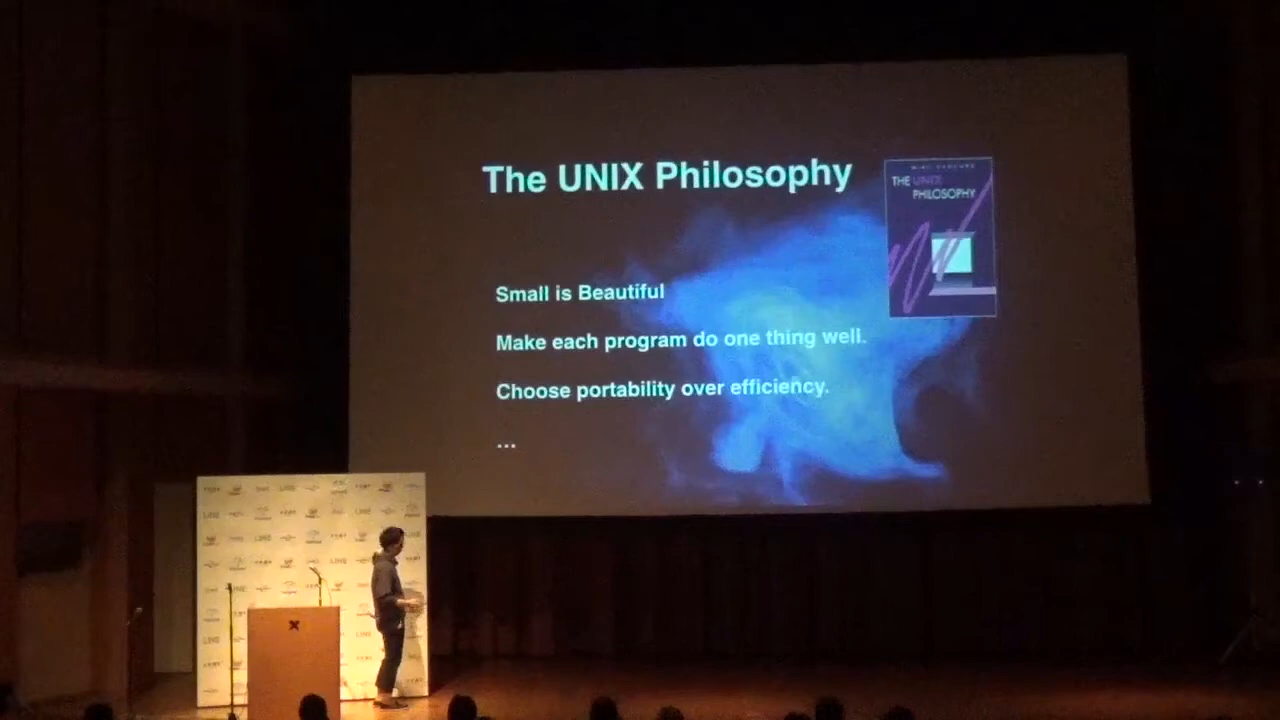 The UNIX Philosophy
THE UNIX
PHILOSOPHY
Small is Beautiful
Make each program do one thing well.
Choose portability over efficiency.
...